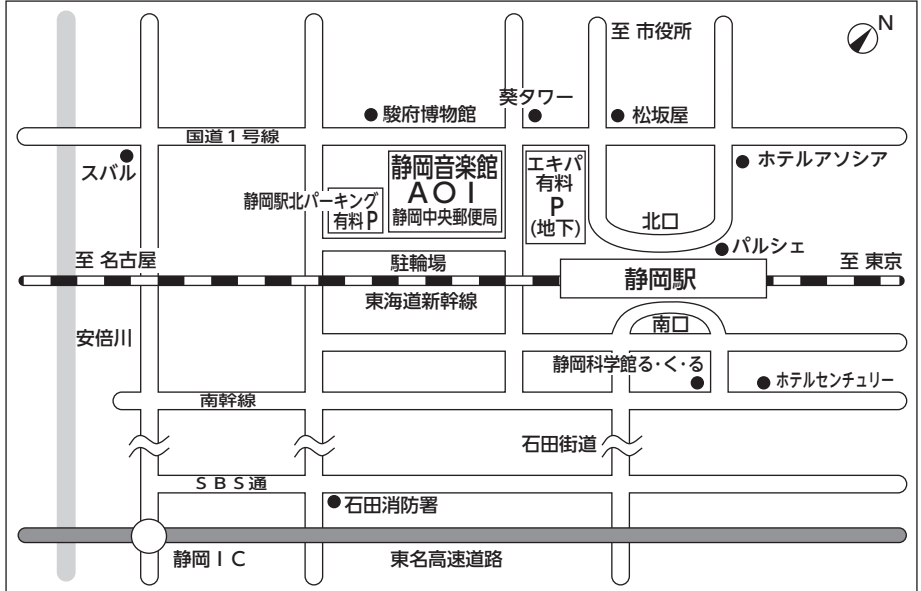 至 市役所
N
葵タワー
駿府博物館
松坂屋
国道1号線
スバル
静岡音楽館
AOI
静岡中央郵便局
エキパ
有料
P
(地下)
ホテルアソシア
静岡駅北パーキング
有料P
北口
パルシェ
至 名古屋
駐輪場
静岡駅
至 東京
東海道新幹線
南口
安倍川
静岡科学館る・く・る
ホテルセンチュリー
南幹線
石田街道
SBS通
石田消防署
静岡IC
東名高速道路